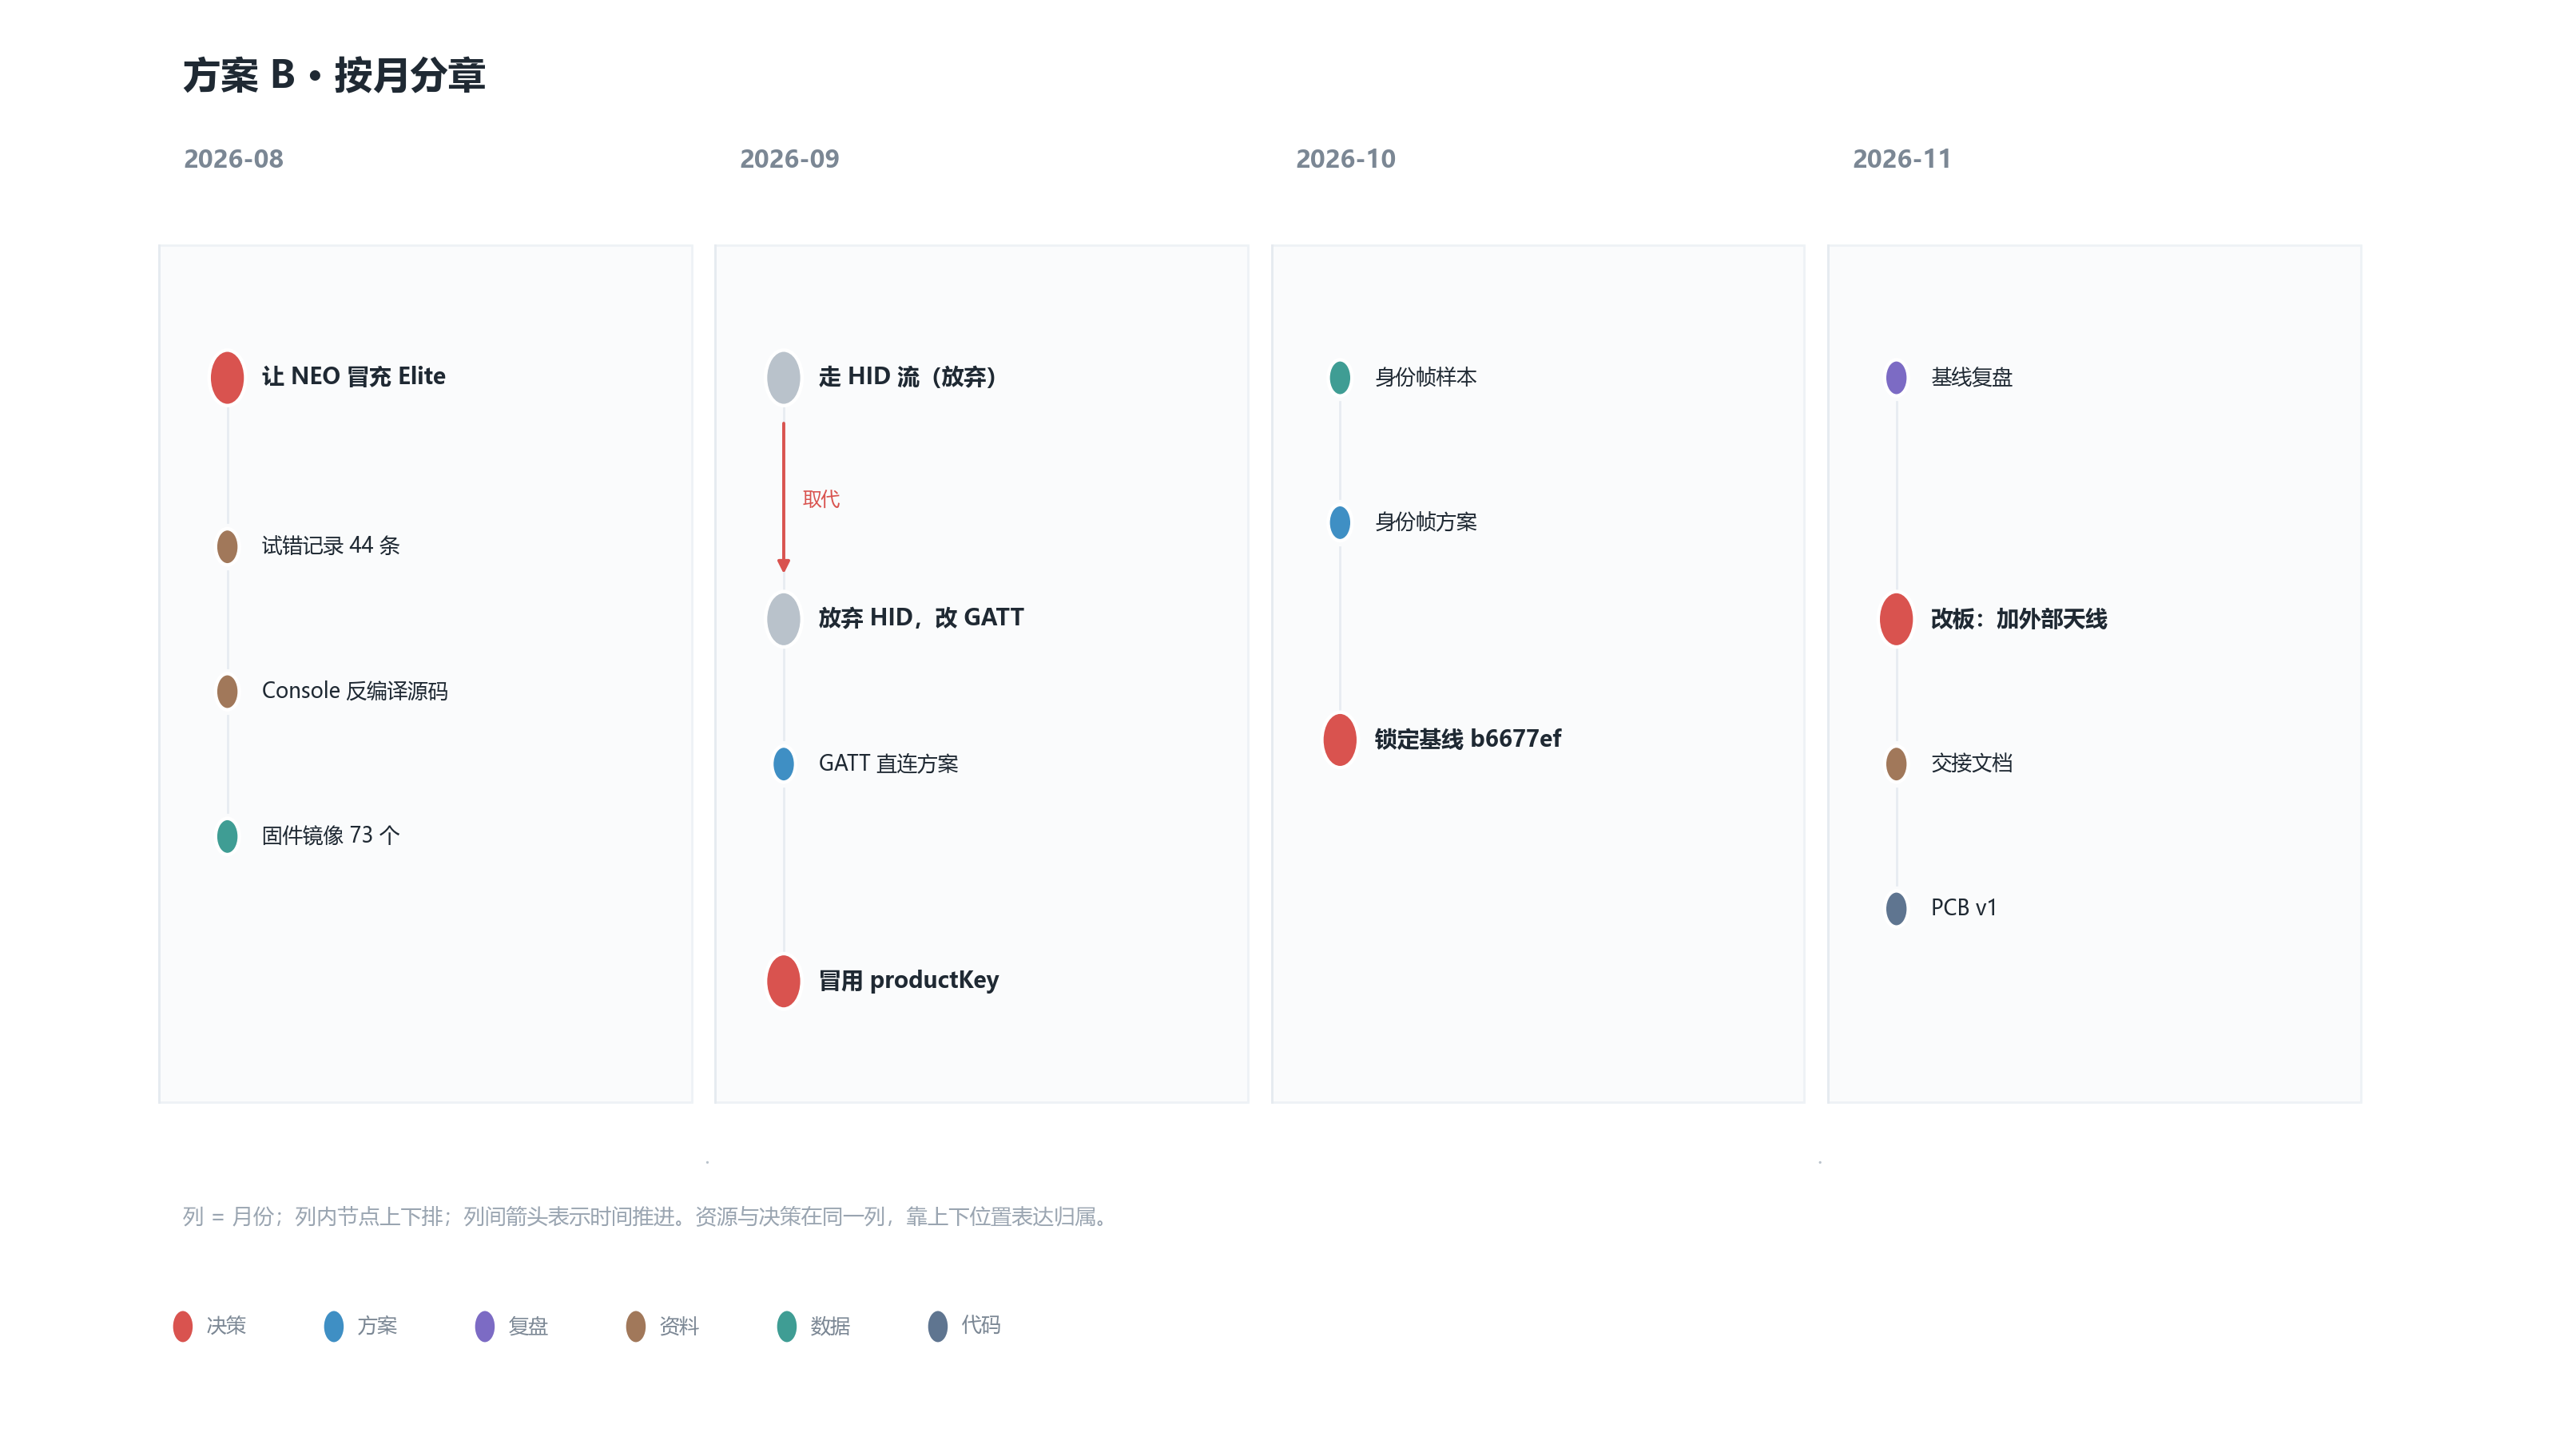 方案 B · 按月分章
2026-08
2026-09
2026-10
2026-11
让 NEO 冒充 Elite
试错记录 44 条
Console 反编译源码
固件镜像 73 个
走 HID 流（放弃）
取代
放弃 HID，改 GATT
GATT 直连方案
冒用 productKey
身份帧样本
身份帧方案
锁定基线 b6677ef
基线复盘
改板：加外部天线
交接文档
PCB v1
列 = 月份；列内节点上下排；列间箭头表示时间推进。资源与决策在同一列，靠上下位置表达归属。
决策
方案
复盘
资料
数据
代码